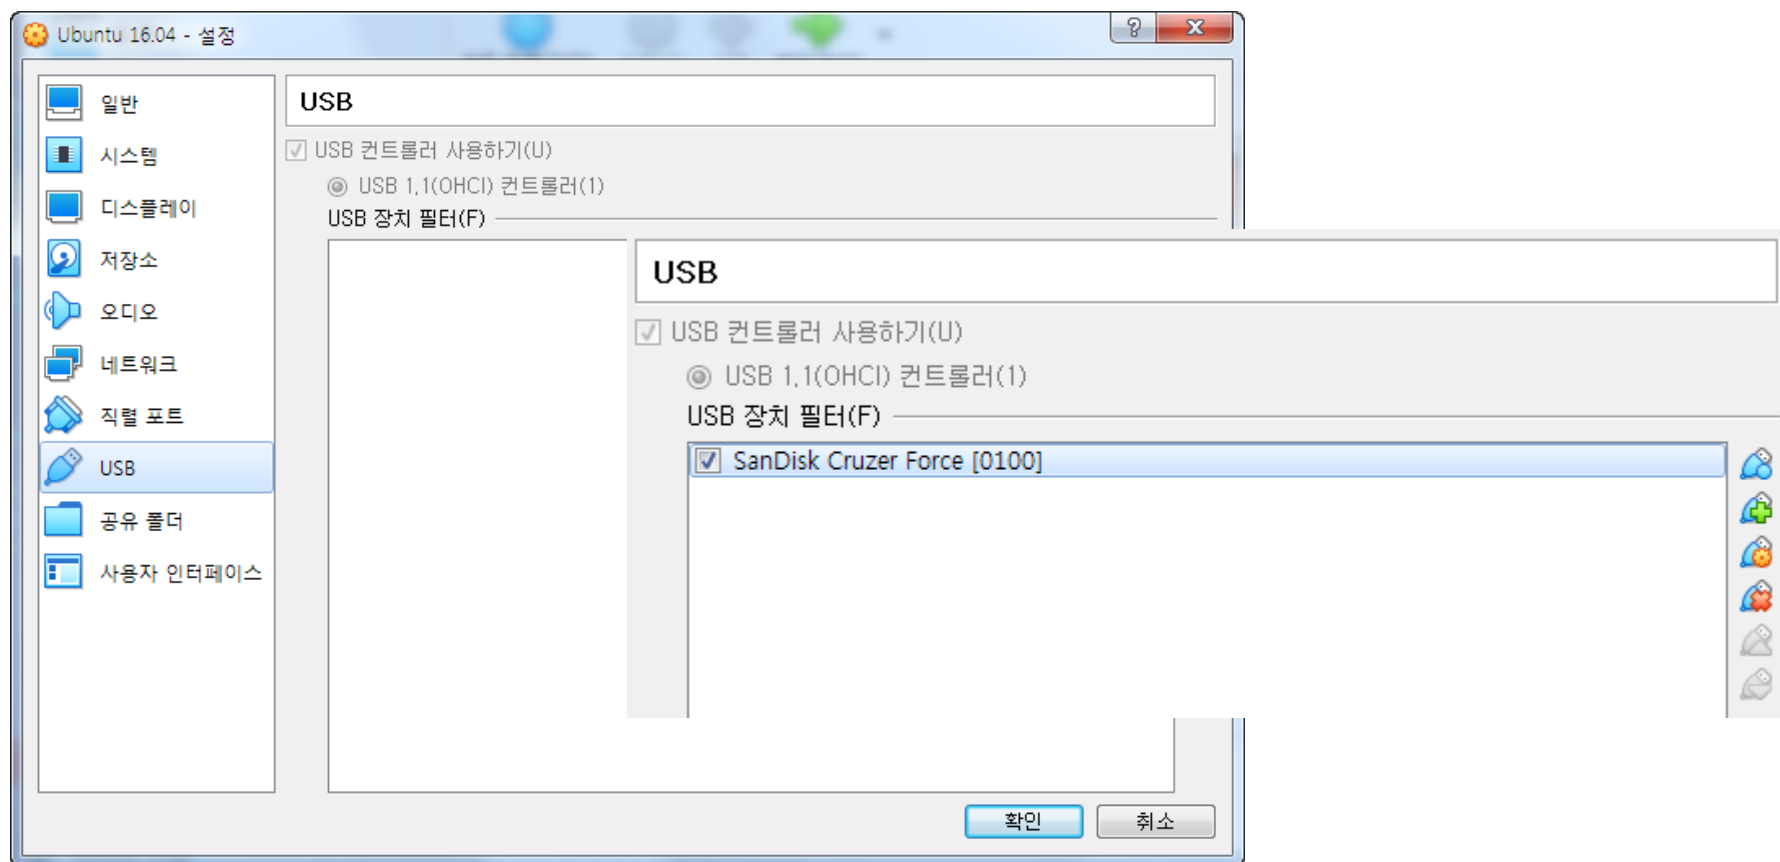 Ubuntu 16.04 - 설정
일반
시스템
디스플레이
저장소
오디오
네트워크
직렬 포트
USB
공유 폴더
사용자 인터페이스
USB
USB 컨트롤러 사용하기(U)
USB 1.1(OHCI) 컨트롤러(1)
USB 장치 필터(F)
USB
USB 컨트롤러 사용하기(U)
USB 1.1(OHCI) 컨트롤러(1)
USB 장치 필터(F)
SanDisk Cruzer Force [0100]
확인
취소